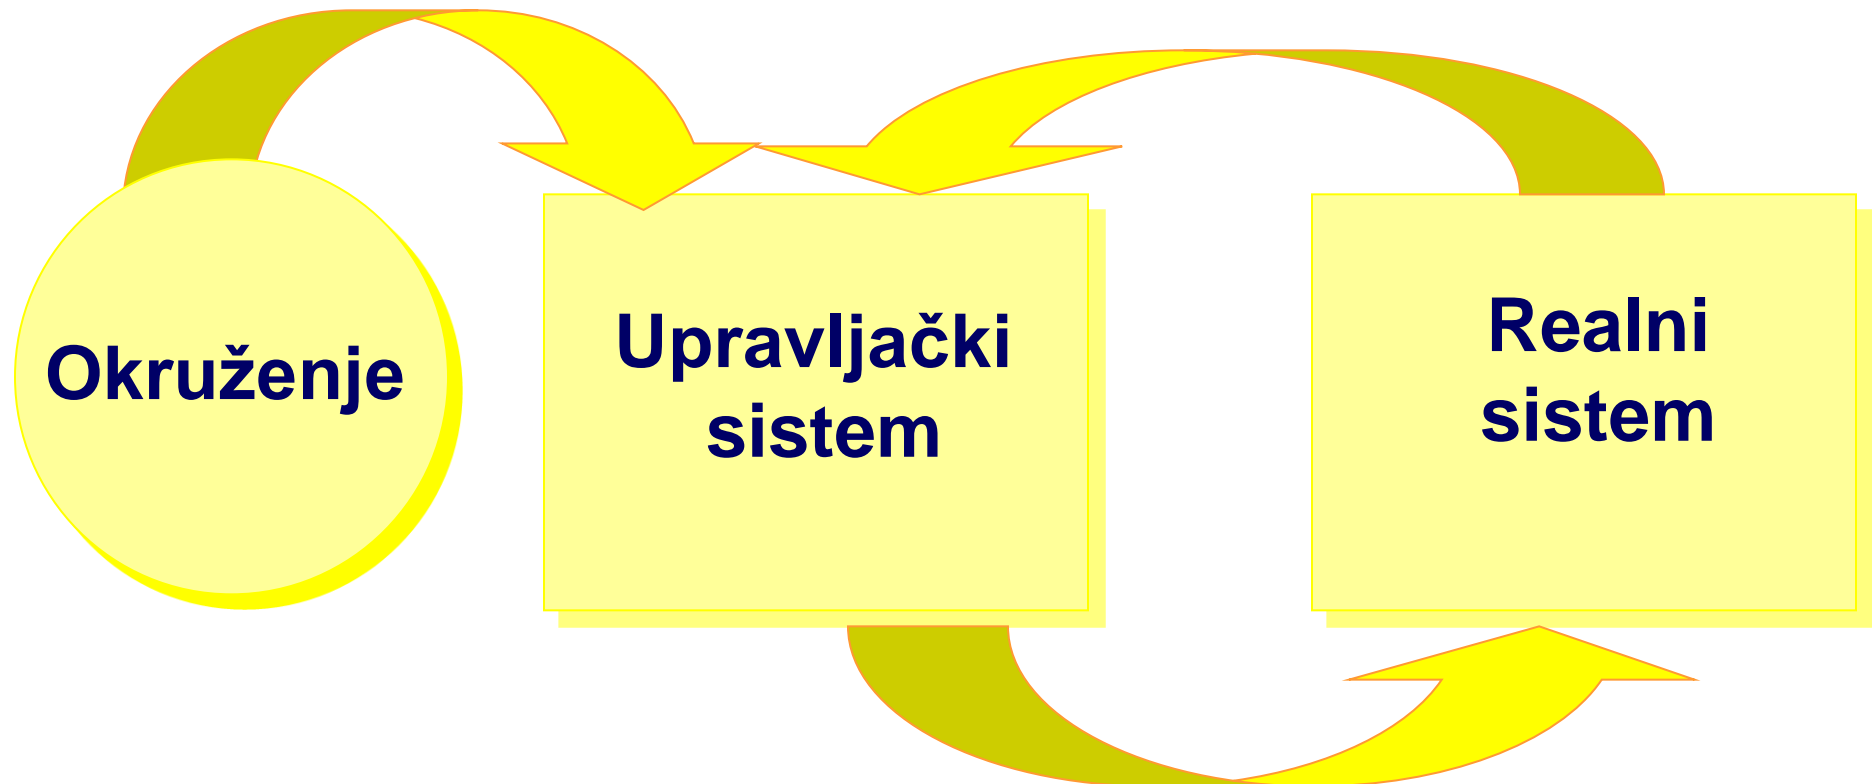 Okruženje
Upravljački
sistem
Realni
sistem